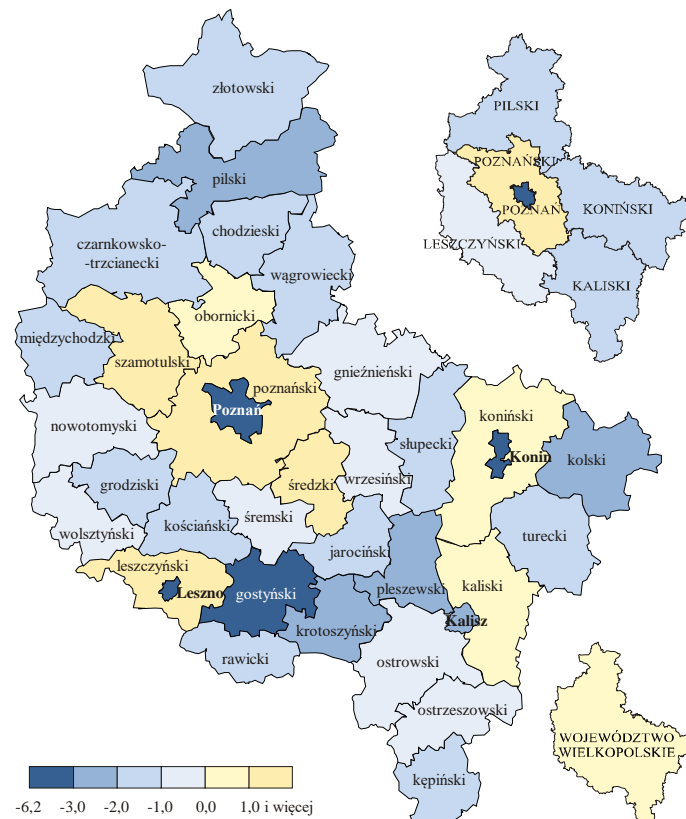 złotowski
pilski
chodzieski
czarnkowsko-
-trzcianecki
wągrowiecki
obornicki
międzychodzki
szamotulski
gnieźnieński
poznański
Poznań
nowotomyski
koniński
słupecki
Konin
kolski
wrzesiński
średzki
grodziski
śremski
kościański
wolsztyński
turecki
jarociński
leszczyński
Leszno
gostyński
pleszewski
kaliski
Kalisz
krotoszyński
rawicki
ostrowski
ostrzeszowski
kępiński
PILSKI
POZNAŃSKI
POZNAŃ
KONIŃSKI
LESZCZYŃSKI
KALISKI
WOJEWÓDZTWO
WIELKOPOLSKIE
-6,2 -3,0 -2,0 -1,0 0,0 1,0 i więcej